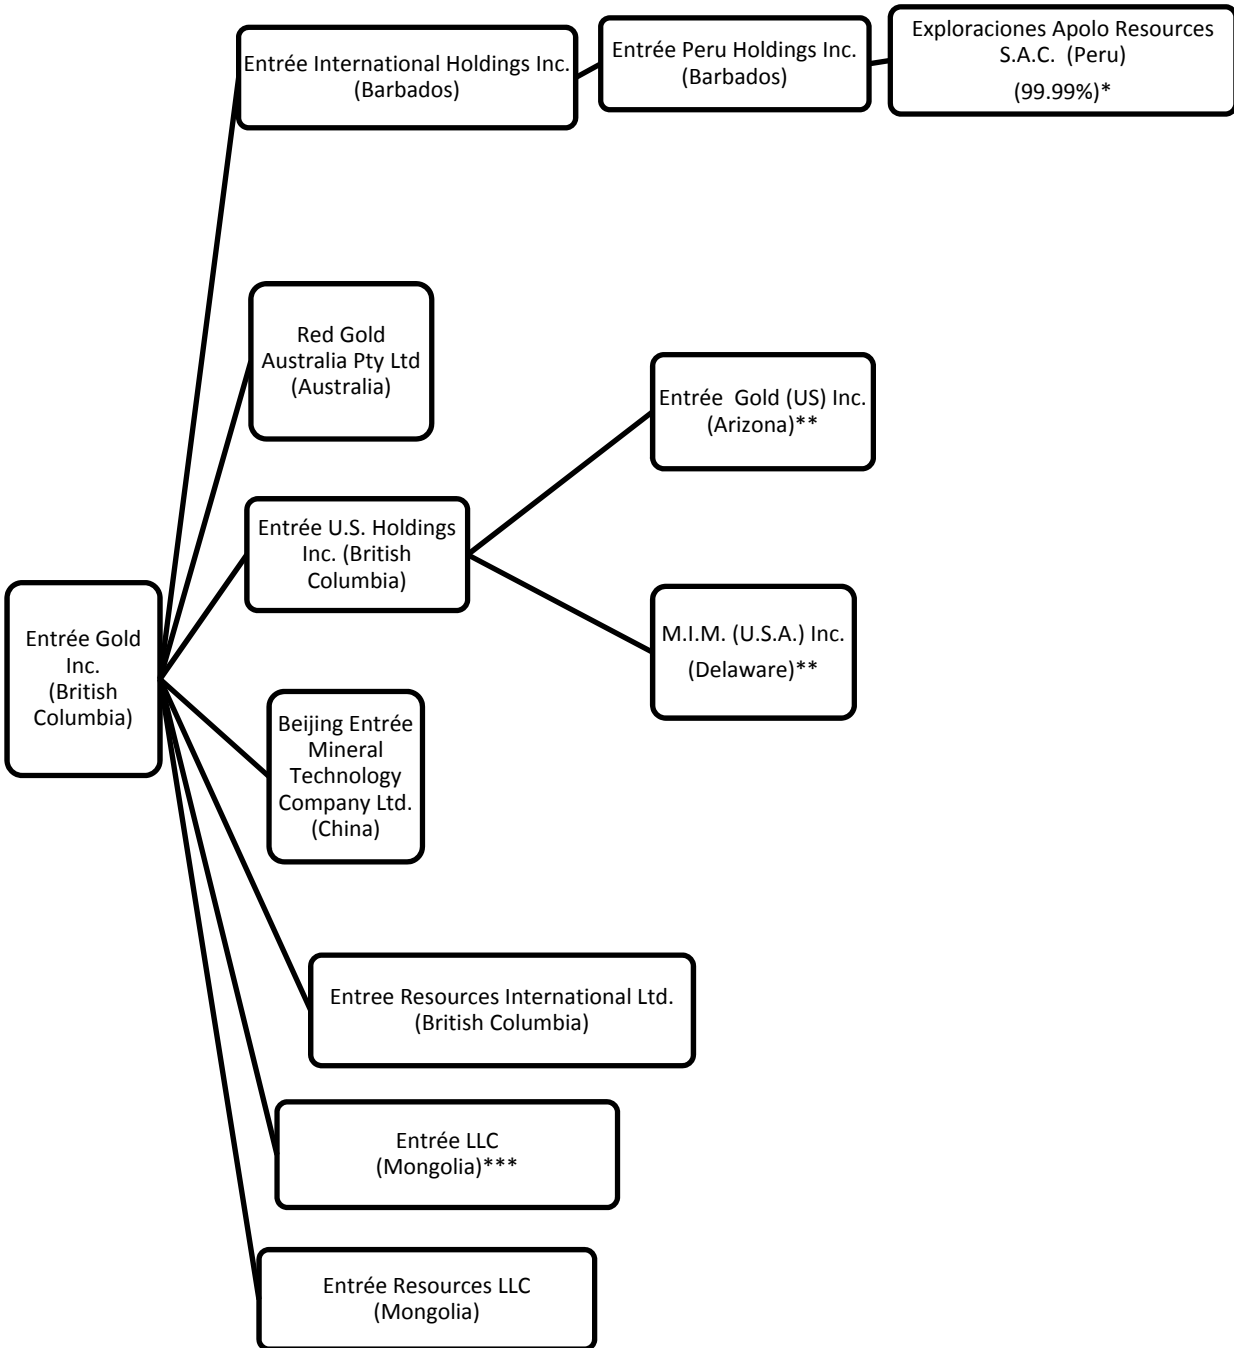 Entrée International Holdings Inc.
(Barbados)
Entrée Peru Holdings Inc.
(Barbados)
Exploraciones Apolo Resources
S.A.C. (Peru)
(99.99%)*
Red Gold
Australia Pty Ltd
(Australia)
Entrée Gold (US) Inc.
(Arizona)**
Entrée U.S. Holdings
Inc. (British
Columbia)
M.I.M. (U.S.A.) Inc.
(Delaware)**
Entrée Gold
Inc.
(British
Columbia)
Beijing Entrée
Mineral
Technology
Company Ltd.
(China)
Entree Resources International Ltd.
(British Columbia)
Entrée LLC
(Mongolia)***
Entrée Resources LLC
(Mongolia)